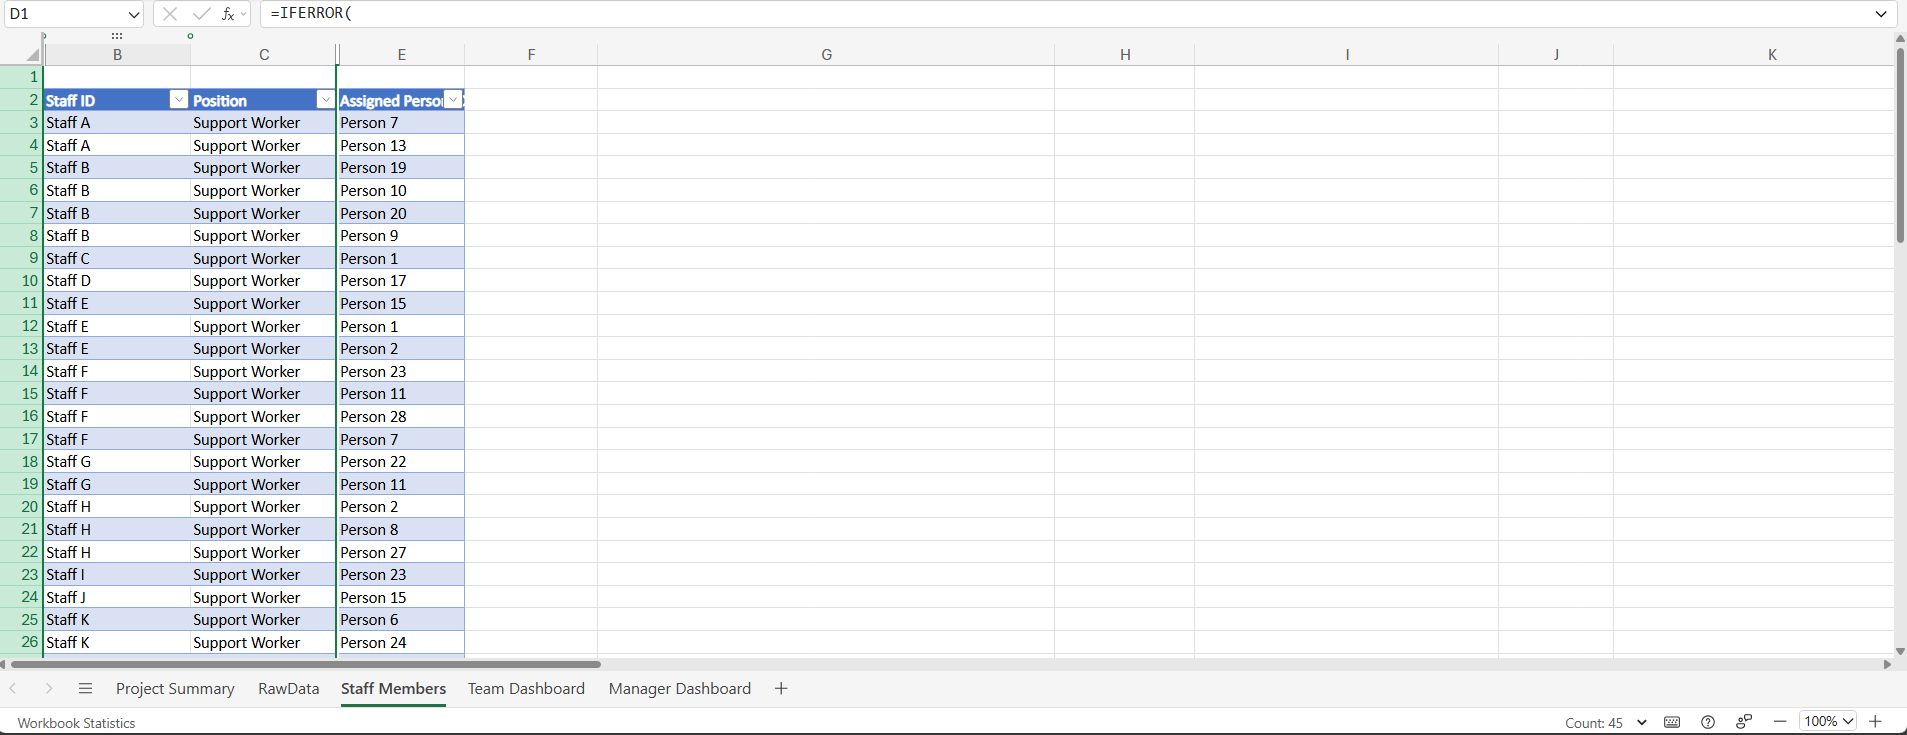 D1 fx =IFERROR(
B C E F G H I J K
1
2 Staff ID Position Assigned Person
3 Staff A Support Worker Person 7
4 Staff A Support Worker Person 13
5 Staff B Support Worker Person 19
6 Staff B Support Worker Person 10
7 Staff B Support Worker Person 20
8 Staff B Support Worker Person 9
9 Staff C Support Worker Person 1
10 Staff D Support Worker Person 17
11 Staff E Support Worker Person 15
12 Staff E Support Worker Person 1
13 Staff E Support Worker Person 2
14 Staff F Support Worker Person 23
15 Staff F Support Worker Person 11
16 Staff F Support Worker Person 28
17 Staff F Support Worker Person 7
18 Staff G Support Worker Person 22
19 Staff G Support Worker Person 11
20 Staff H Support Worker Person 2
21 Staff H Support Worker Person 8
22 Staff H Support Worker Person 27
23 Staff I Support Worker Person 23
24 Staff J Support Worker Person 15
25 Staff K Support Worker Person 6
26 Staff K Support Worker Person 24
Project Summary RawData Staff Members Team Dashboard Manager Dashboard
Workbook Statistics Count: 45 100%